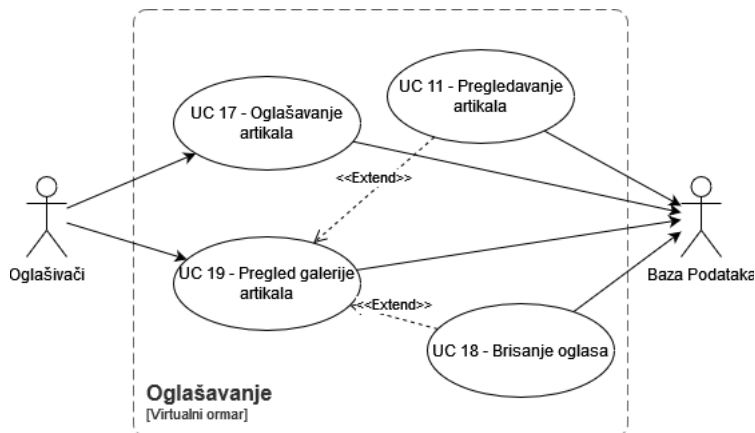 UC 11 - Pregledavanje
artikala
UC 17 - Oglašavanje
artikala
<<Extend>>
Oglašivači
UC 19 - Pregled galerije
artikala
Baza Podataka
<<Extend>>
UC 18 - Brisanje oglasa
Oglašavanje
[Virtualni ormar]